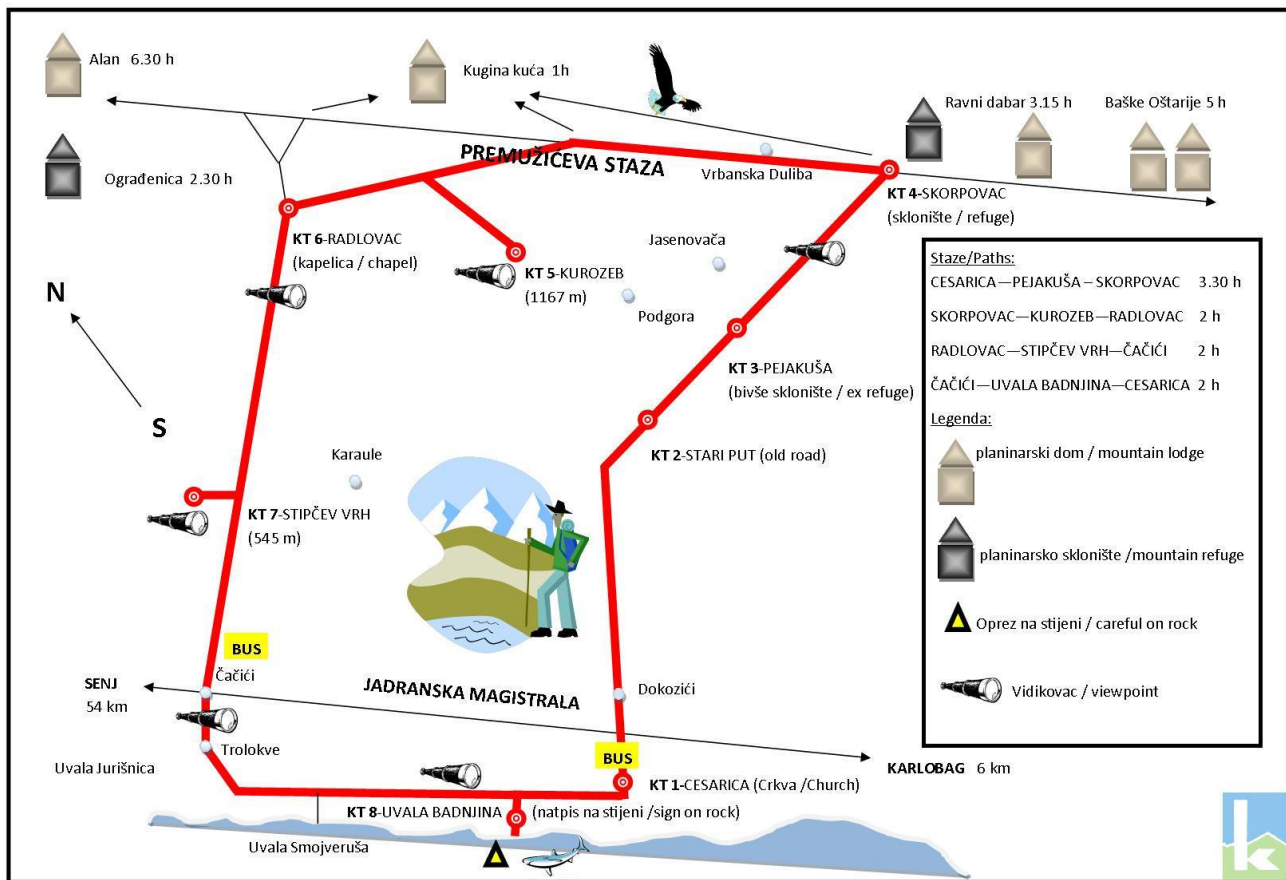 Alan 6.30 h
Kugina kuća 1h
Ravni dabar 3.15 h
Baške Oštarije 5 h
Ograđenica 2.30 h
PREMUŽIĆEVA STAZA
Vrbanska Duliba
KT 4-SKORPOVAC
(sklonište / refuge)
KT 6-RADLOVAC
(kapelica / chapel)
Jasenovača
KT 5-KUROZEB
(1167 m)
Podgora
N
S
KT 3-PEJAKUŠA
(bivše sklonište / ex refuge)
KT 2-STARI PUT (old road)
Karaule
KT 7-STIPČEV VRH
(545 m)
BUS
Čačići
SENJ
54 km
JADRANSKA MAGISTRALA
Dokozići
Trolokve
BUS
Uvala Jurišnica
KARLOBAG 6 km
KT 1-CESARICA (Crkva /Church)
KT 8-UVALA BADNJINA (natpis na stijeni /sign on rock)
Uvala Smojveruša
Staze/Paths:
CESARICA—PEJAKUŠA – SKORPOVAC 3.30 h
SKORPOVAC—KUROZEB—RADLOVAC 2 h
RADLOVAC—STIPČEV VRH—ČAČIĆI 2 h
ČAČIĆI—UVALA BADNJINA—CESARICA 2 h
Legenda:
planinarski dom / mountain lodge
planinarsko sklonište /mountain refuge
Oprez na stijeni / careful on rock
Vidikovac / viewpoint
k